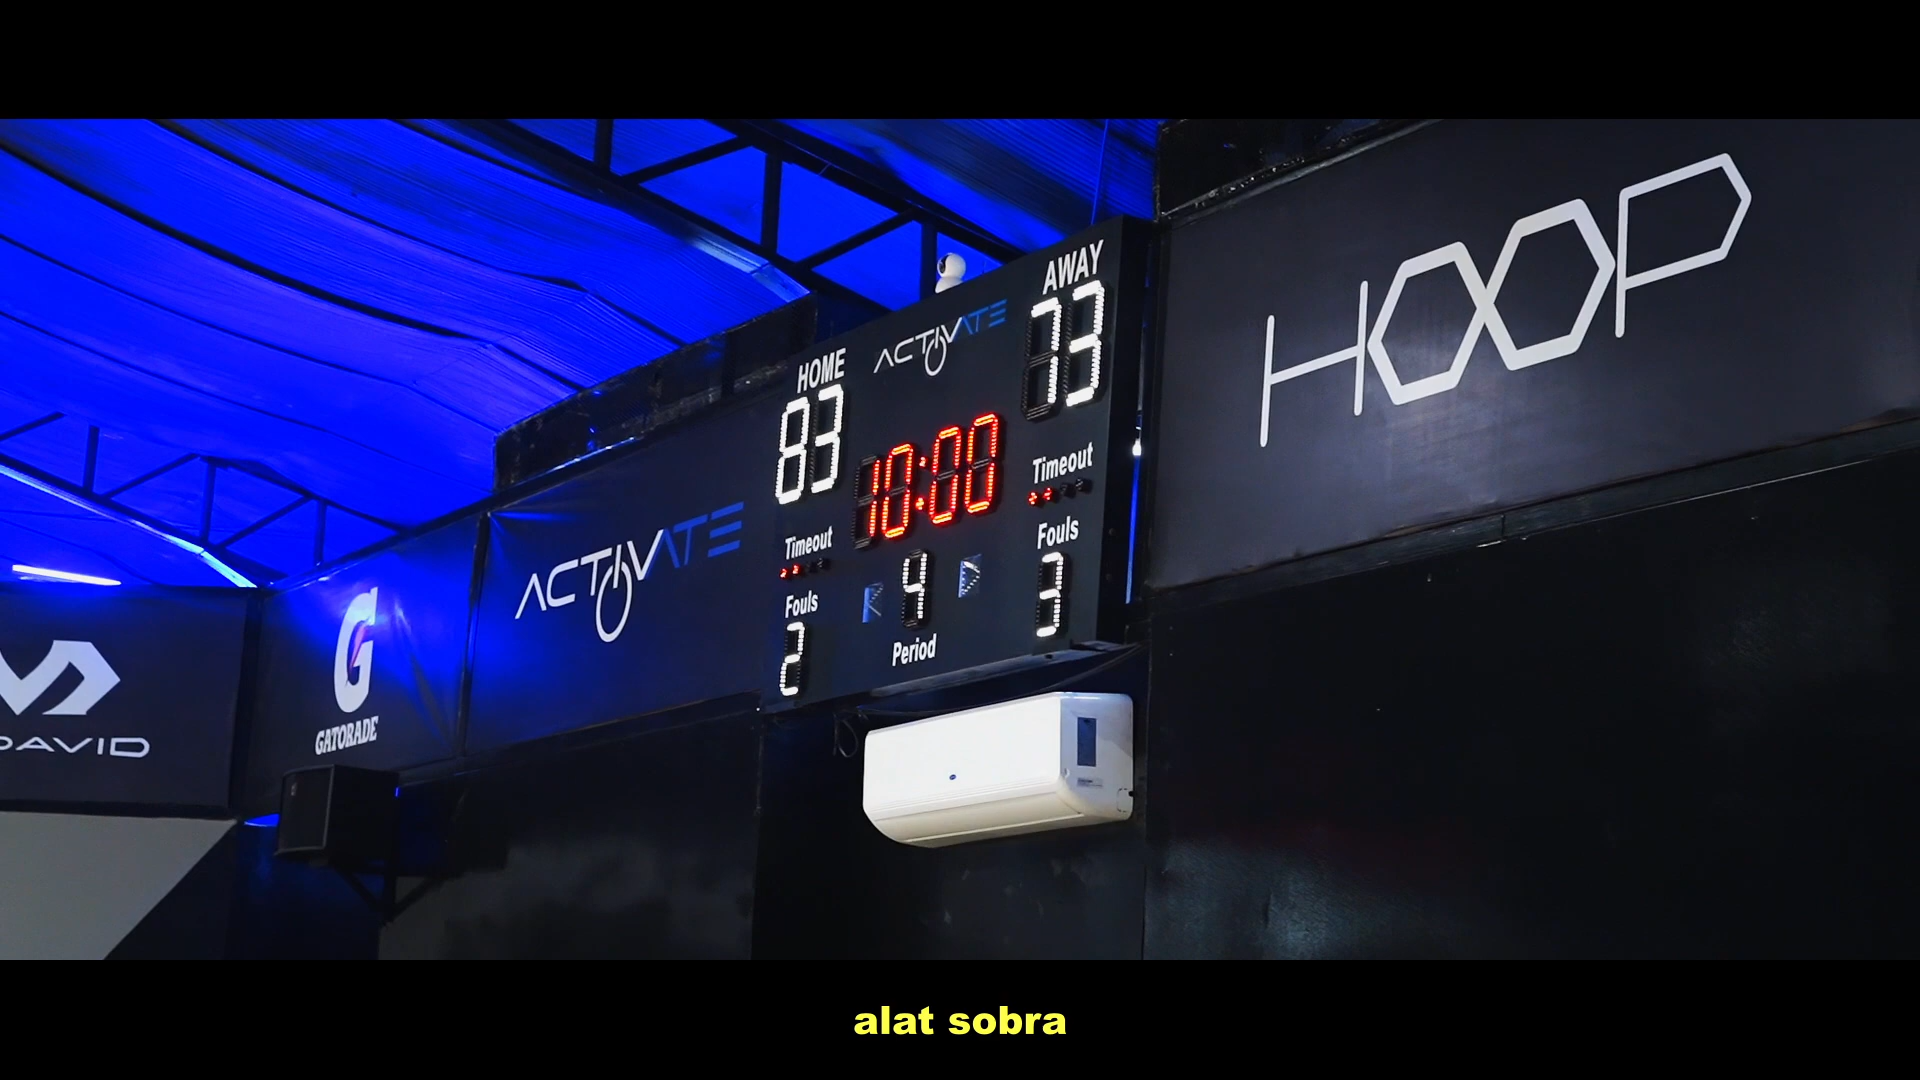 HOOP
AWAY
73
ACTIVATE
HOME
83
10:00
Timeout
Timeout
Fouls
3
4
Period
Fouls
2
ACTIVATE
GATORADE
DAVID
alat sobra